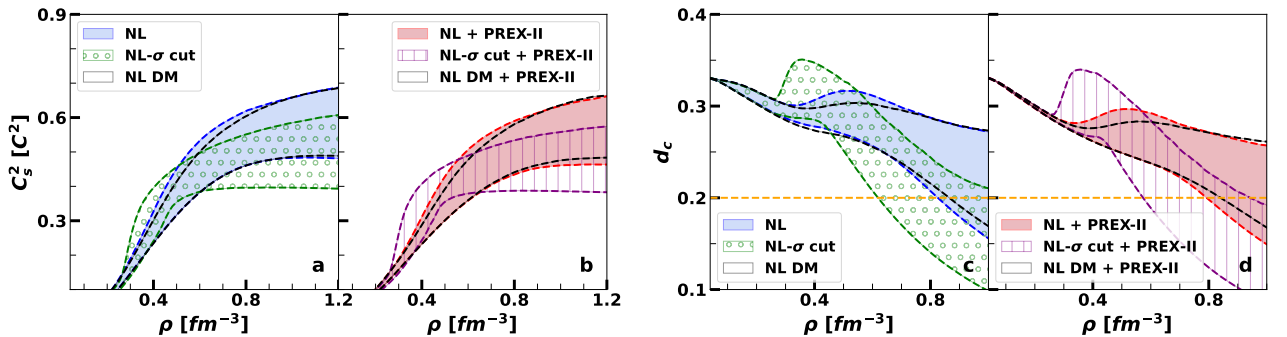 0.9
0.6
0.3
C_s^2 [C^2]
NL
NL-σ cut
NL DM
a
0.4
0.8
1.2
ρ [fm^{-3}]
NL + PREX-II
NL-σ cut + PREX-II
NL DM + PREX-II
b
0.4
0.8
1.2
ρ [fm^{-3}]
0.4
0.3
0.2
0.1
d_c
NL
NL-σ cut
NL DM
c
0.4
0.8
ρ [fm^{-3}]
NL + PREX-II
NL-σ cut + PREX-II
NL DM + PREX-II
d
0.4
0.8
ρ [fm^{-3}]